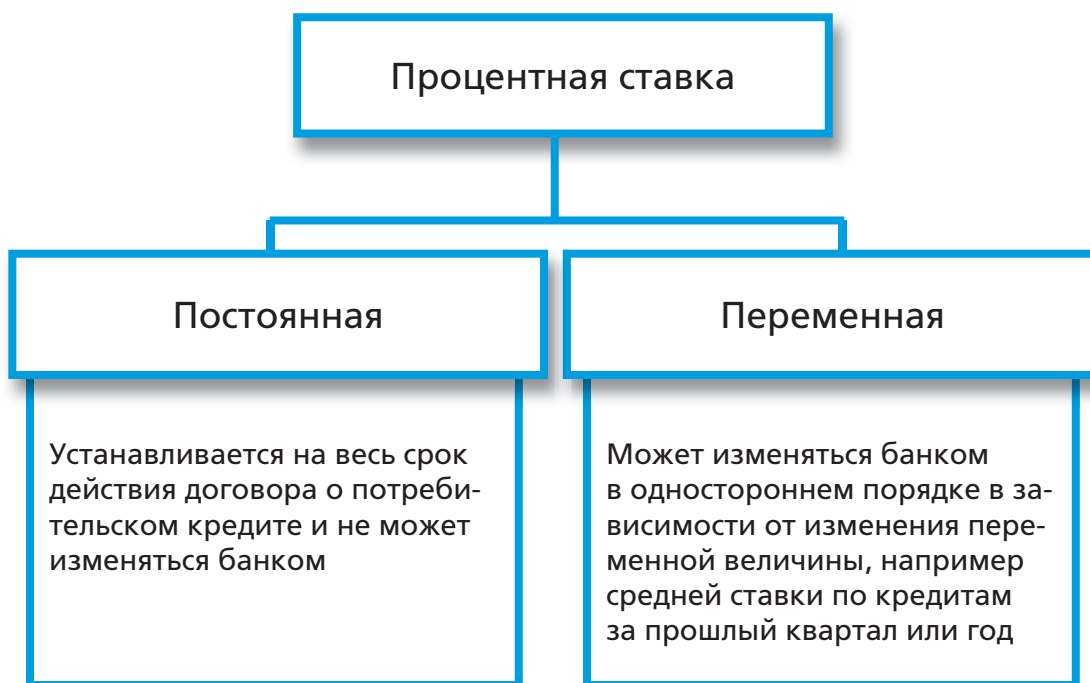 Процентная ставка
Постоянная
Переменная
Устанавливается на весь срок
действия договора о потреби-
тельском кредите и не может
изменяться банком
Может изменяться банком
в одностороннем порядке в за-
висимости от изменения пере-
менной величины, например
средней ставки по кредитам
за прошлый квартал или год